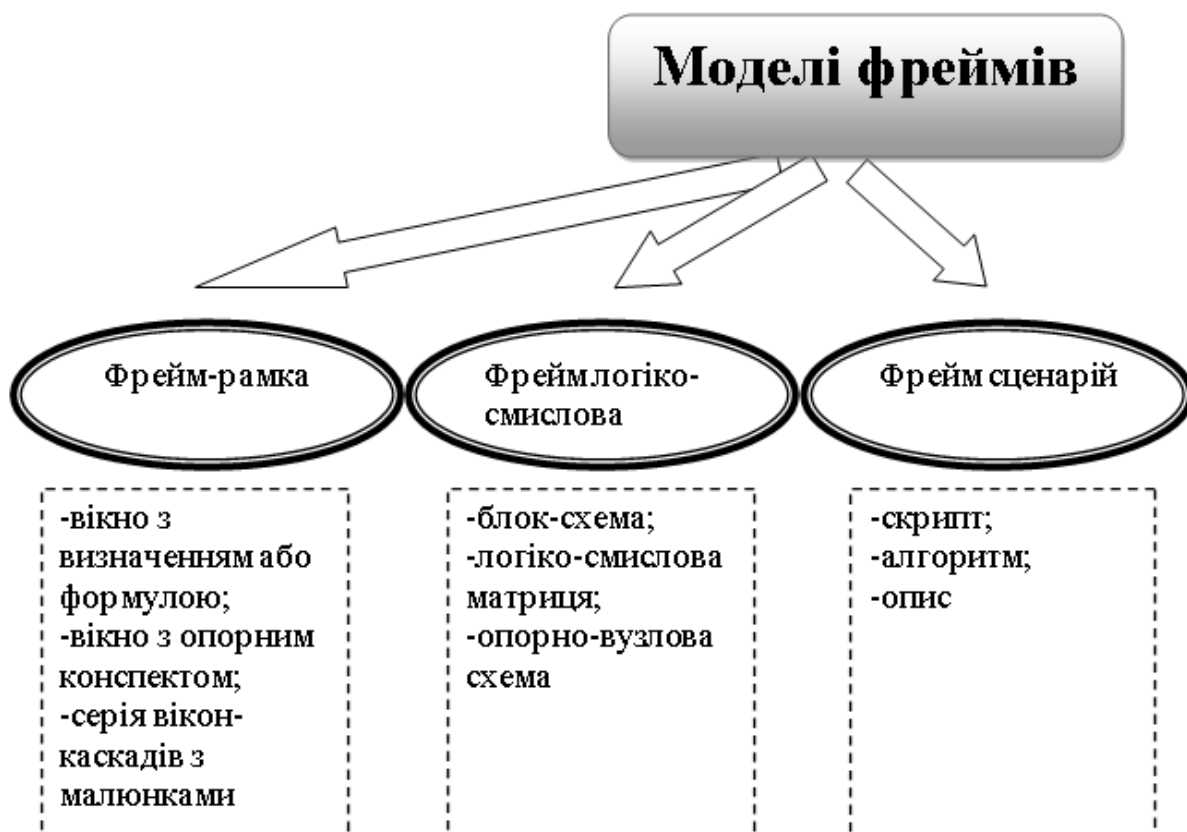 Моделі фреймів
Фрейм-рамка
Фрейм логіко-
смислова
Фрейм сценарій
-вікно з
визначенням або
формулою;
-вікно з опорним
конспектом;
-серія вікон-
каскадів з
малюнками
-блок-схема;
-логіко-смислова
матриця;
-опорно-вузлова
схема
-скрипт;
-алгоритм;
-опис